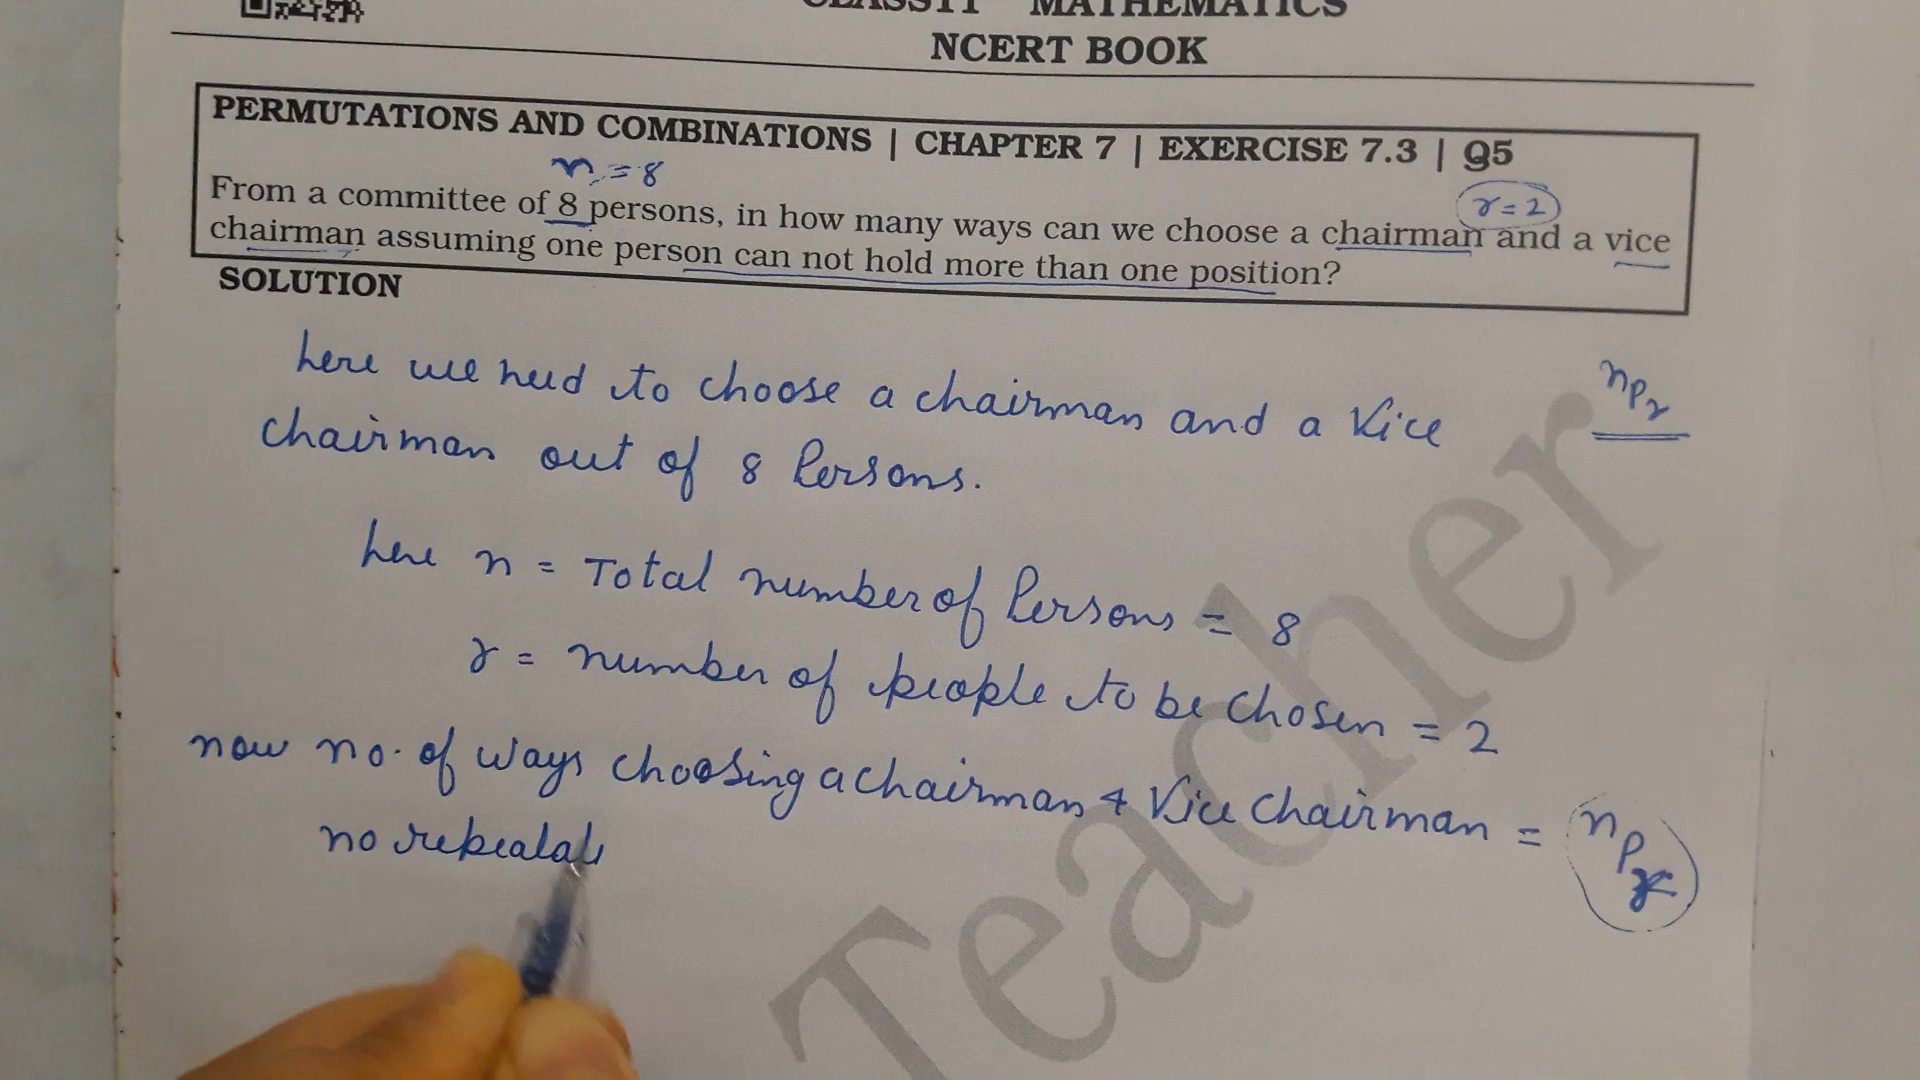 CLASS11 MATHEMATICS
NCERT BOOK
PERMUTATIONS AND COMBINATIONS | CHAPTER 7 | EXERCISE 7.3 | Q5
n = 8
r = 2
From a committee of 8 persons, in how many ways can we choose a chairman and a vice
chairman assuming one person can not hold more than one position?
SOLUTION
here we need to choose a chairman and a Vice
chairman out of 8 Persons.
nPr
here n = Total number of Persons = 8
r = number of people to be chosen = 2
now no. of ways choosing a chairman & Vice Chairman = nPr
no
Teacher